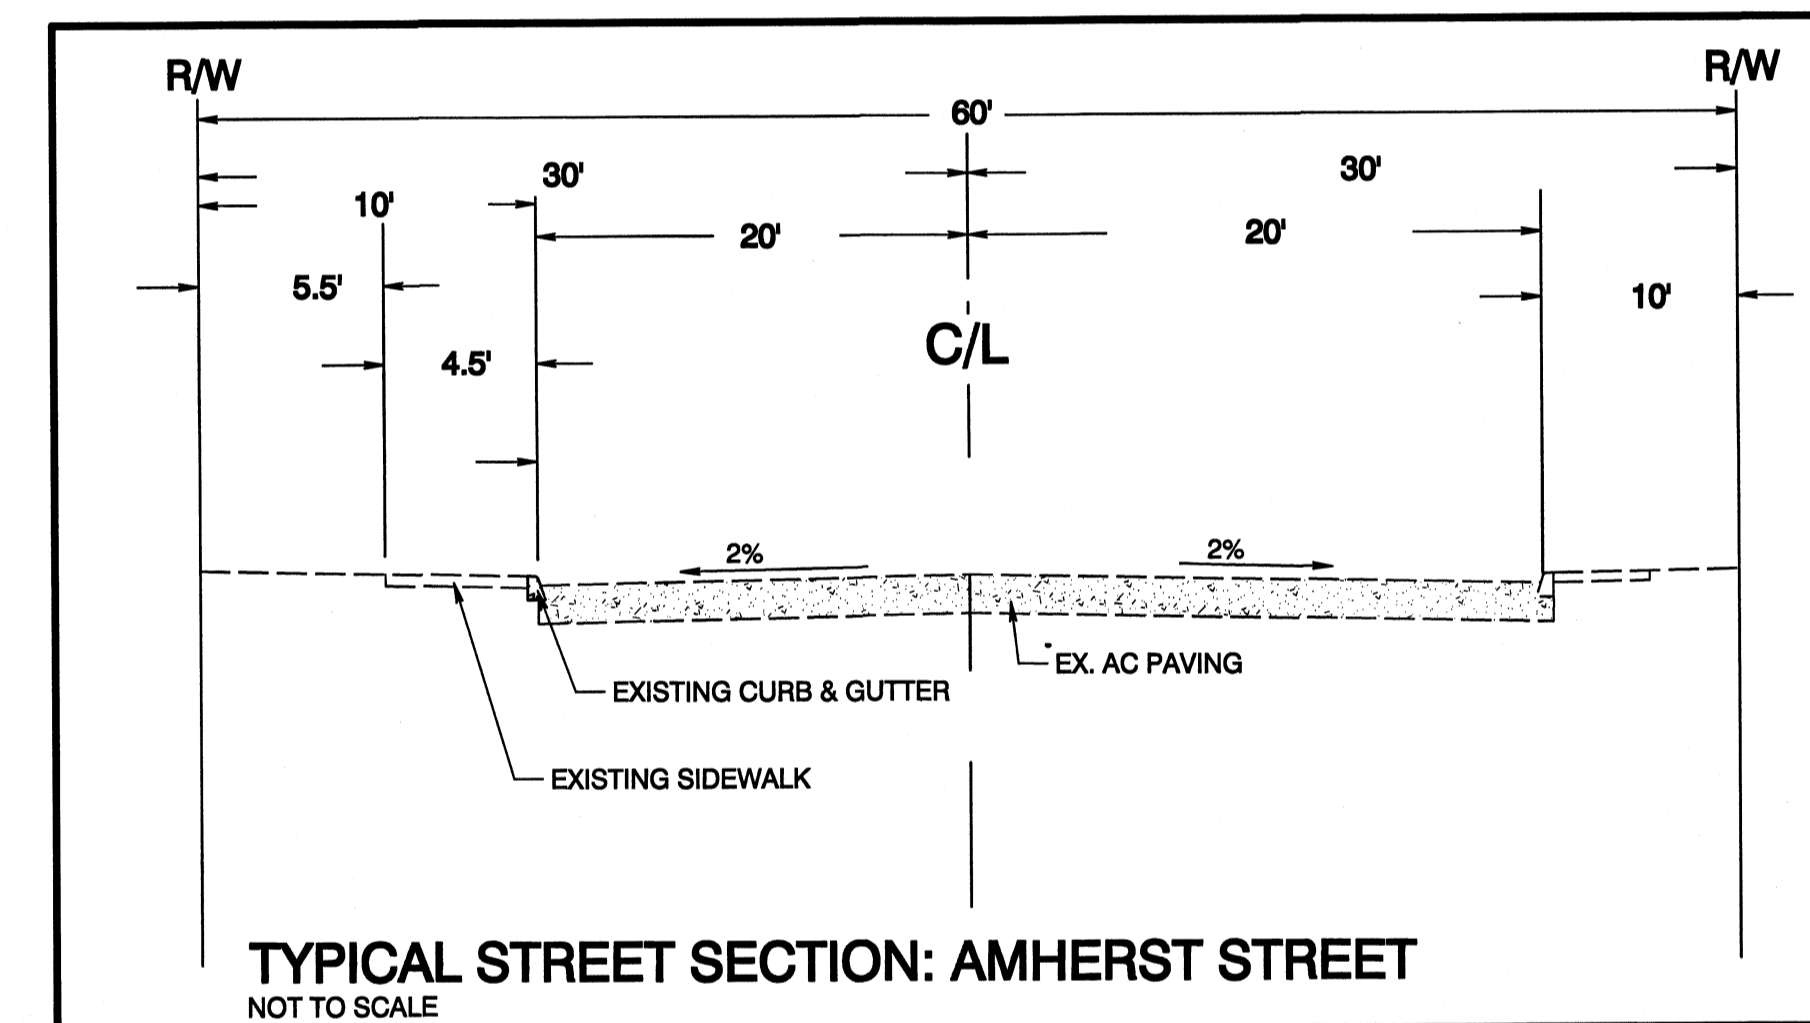 R/W
R/W
60'
30'
30'
10'
20'
20'
5.5'
10'
4.5'
C/L
2%
2%
EX. AC PAVING
EXISTING CURB & GUTTER
EXISTING SIDEWALK
TYPICAL STREET SECTION: AMHERST STREET
NOT TO SCALE